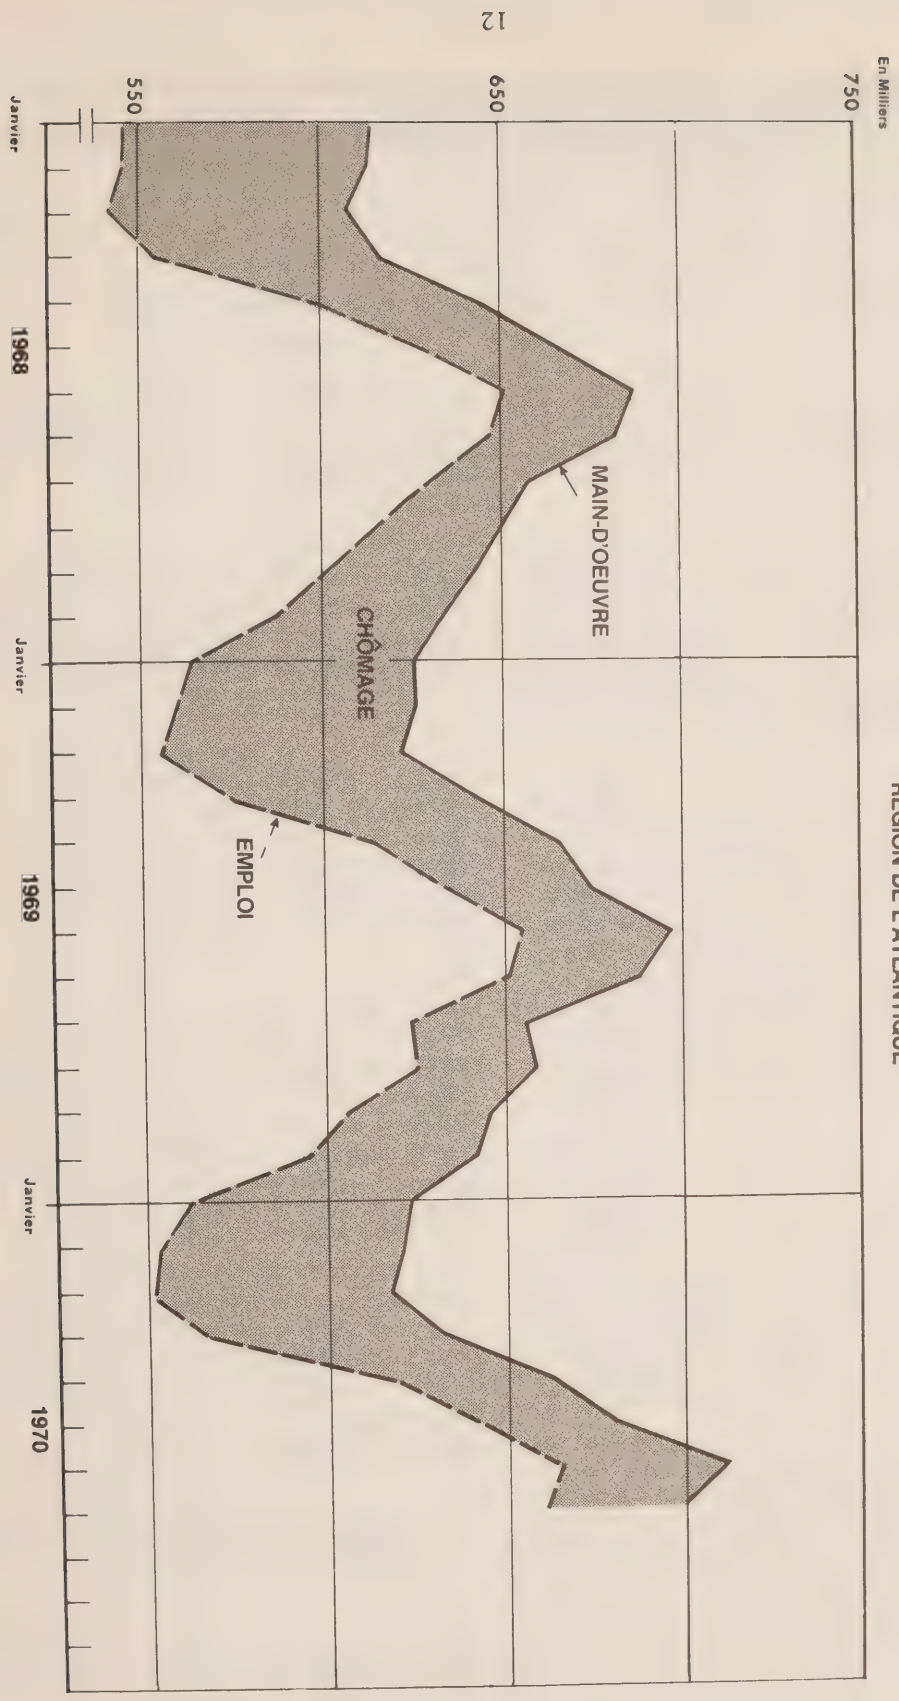 RÉGION DE L'ATLANTIQUE
En Milliers
750
650
550
MAIN-D'OEUVRE
CHÔMAGE
EMPLOI
Janvier
1968
Janvier
1969
Janvier
1970
12